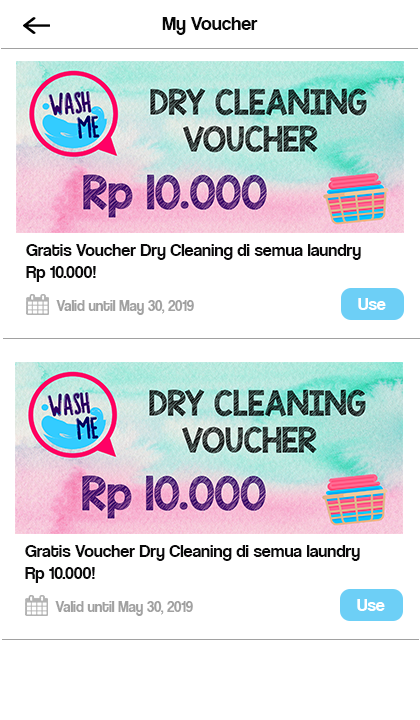 My Voucher
WASH
ME
DRY CLEANING
VOUCHER
Rp 10.000
Gratis Voucher Dry Cleaning di semua laundry
Rp 10.000!
Valid until May 30, 2019
Use
WASH
ME
DRY CLEANING
VOUCHER
Rp 10.000
Gratis Voucher Dry Cleaning di semua laundry
Rp 10.000!
Valid until May 30, 2019
Use